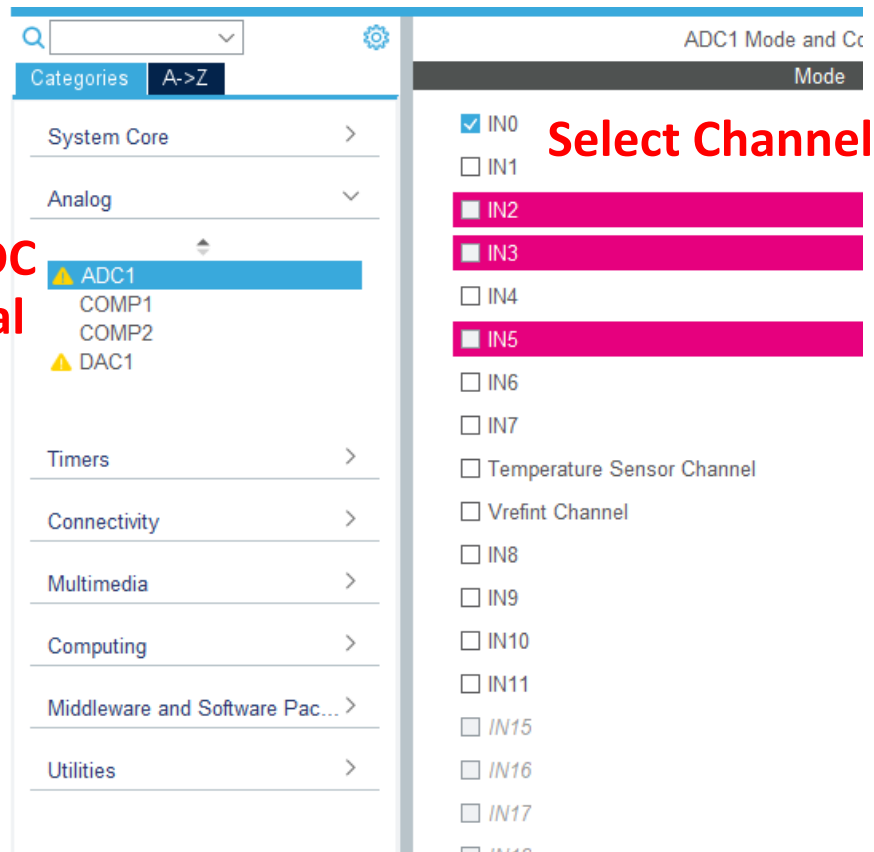 ADC1 Mode and Co
Categories
A->Z
Mode
System Core
Analog
ADC1
COMP1
COMP2
DAC1
Timers
Connectivity
Multimedia
Computing
Middleware and Software Pac...
Utilities
IN0
Select Channel
IN1
IN2
IN3
IN4
IN5
IN6
IN7
Temperature Sensor Channel
Vrefint Channel
IN8
IN9
IN10
IN11
IN15
IN16
IN17